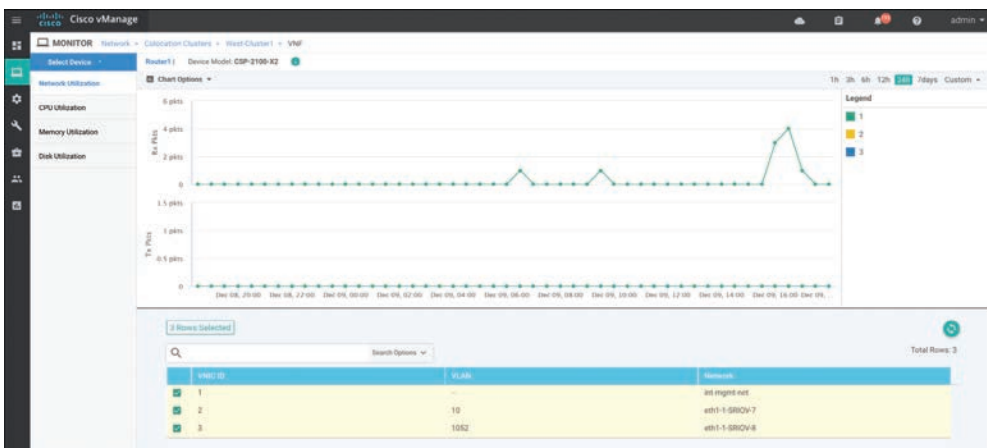 CISCO Cisco vManage admin
MONITOR Network > Colocation Clusters > West-Cluster1 > VNF
Select Device
Router1 | Device Model: CSP-2100-X2
Network Utilization
Chart Options
1h 3h 6h 12h 24h 7days Custom
CPU Utilization
Memory Utilization
Disk Utilization
Legend
1
2
3
6 pkts
4 pkts
2 pkts
0
Rx Pkts
1.5 pkts
1 pkts
0.5 pkts
0
Tx Pkts
Dec 08, 20:00 Dec 08, 22:00 Dec 09, 00:00 Dec 09, 02:00 Dec 09, 04:00 Dec 09, 06:00 Dec 09, 08:00 Dec 09, 10:00 Dec 09, 12:00 Dec 09, 14:00 Dec 09, 16:00 Dec 09,
3 Rows Selected
Search Options
Total Rows: 3
VNIC ID VLAN Network
1 -- int-mgmt-net
2 10 eth1-1-SRIOV-7
3 1052 eth1-1-SRIOV-8